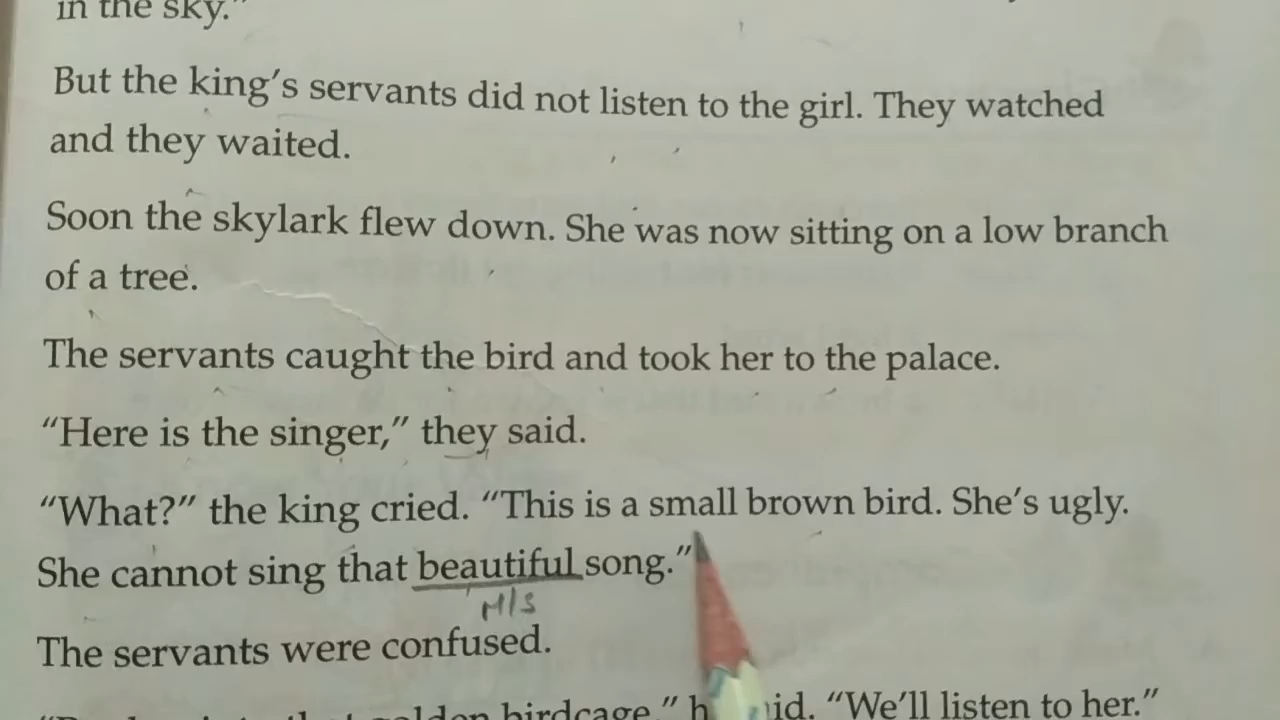 in the sky."
But the king's servants did not listen to the girl. They watched
and they waited.
Soon the skylark flew down. She was now sitting on a low branch
of a tree.
The servants caught the bird and took her to the palace.
"Here is the singer," they said.
"What?" the king cried. "This is a small brown bird. She's ugly.
She cannot sing that beautiful song."
M/S
The servants were confused.
golden birdcage," "We'll listen to her."